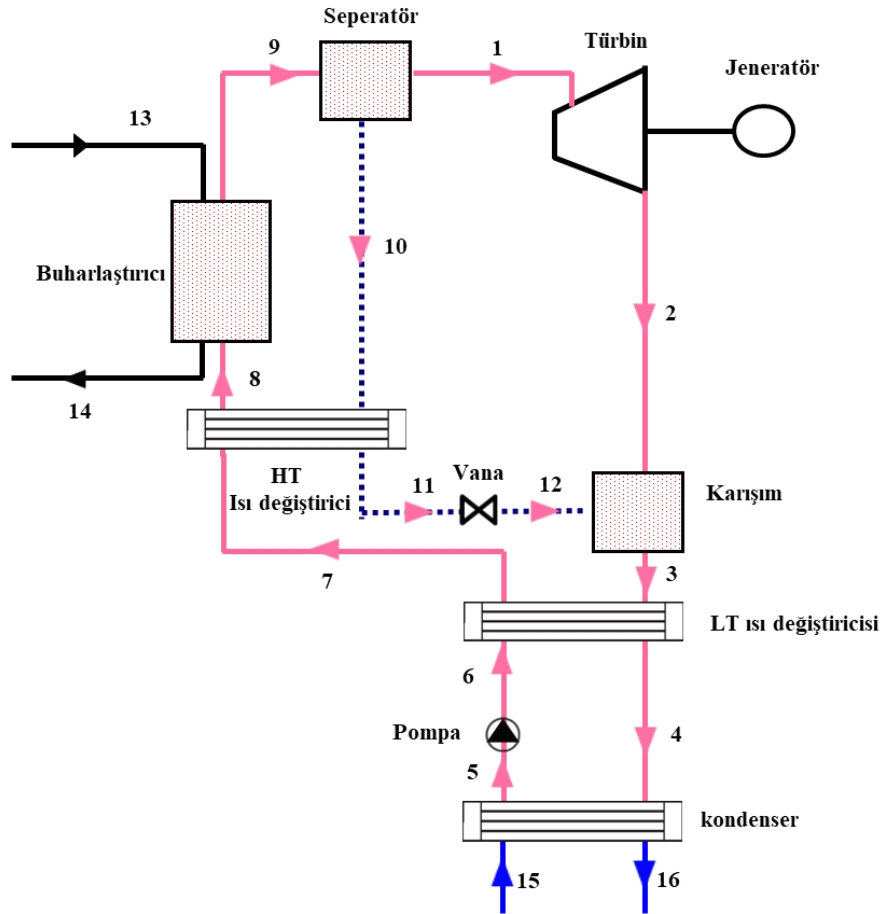 Seperatör
9
1
Türbin
Jeneratör
13
Buharlaştırıcı
10
2
8
14
HT
Isı değiştirici
11
Vana
12
Karışım
7
3
LT ısı değiştiricisi
6
Pompa
4
5
kondenser
15
16